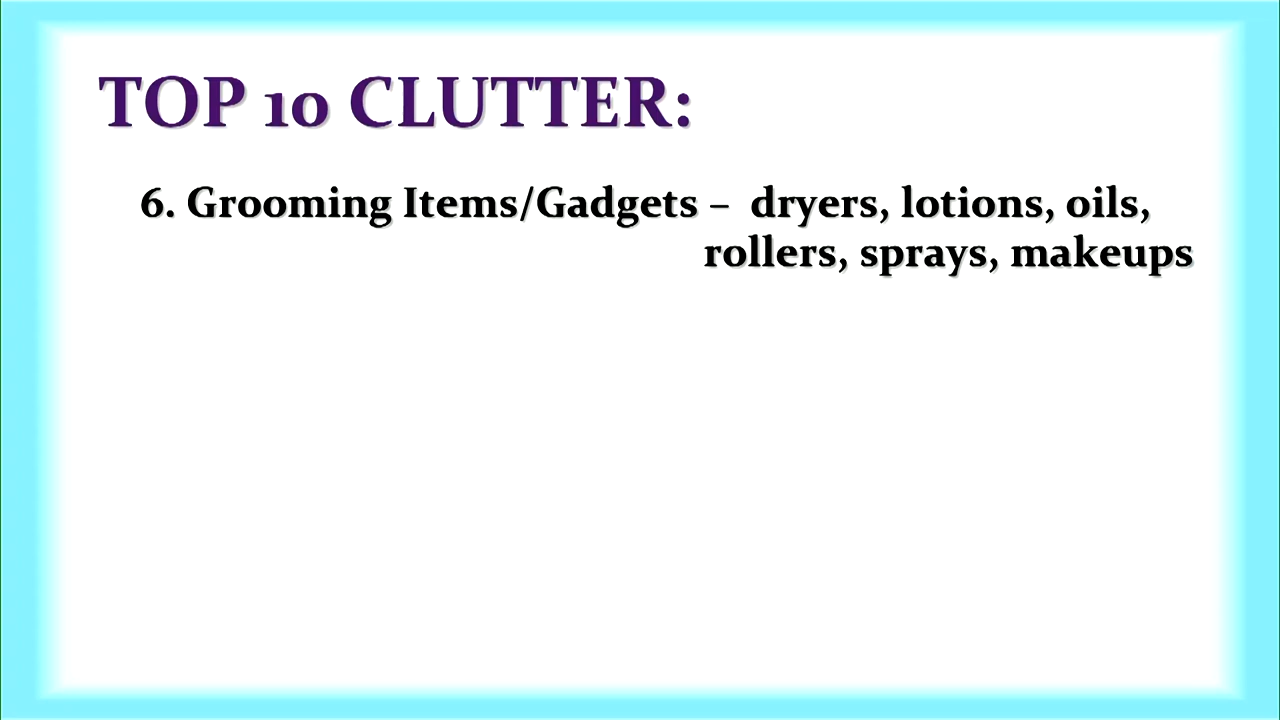 TOP 10 CLUTTER:
6. Grooming Items/Gadgets – dryers, lotions, oils,
rollers, sprays, makeups